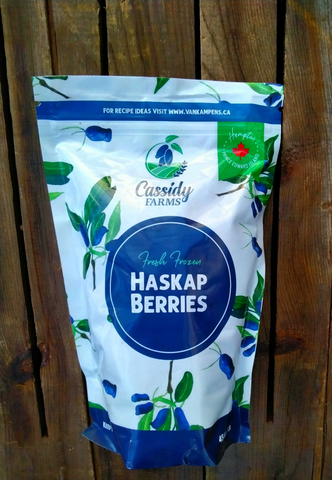 FOR RECIPE IDEAS VISIT WWW.VANKAMPENS.CA
Cassidy
FARMS
Fresh Frozen
HASKAP
BERRIES